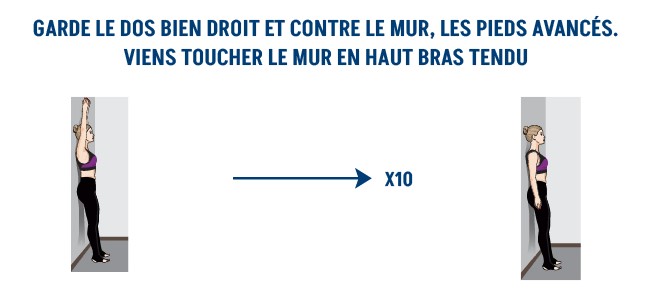 GARDE LE DOS BIEN DROIT ET CONTRE LE MUR, LES PIEDS AVANCÉS.
VIENS TOUCHER LE MUR EN HAUT BRAS TENDU
X10